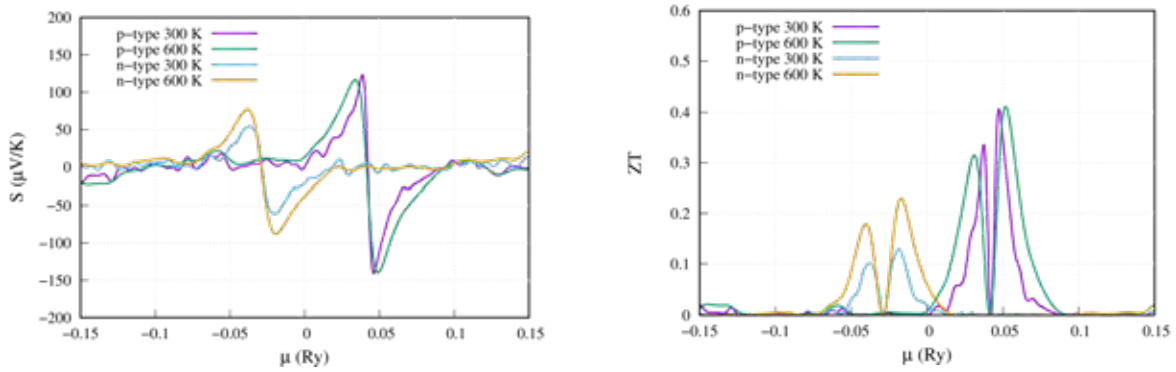 200
150
100
50
0
−50
−100
−150
−200
S (μV/K)
p−type 300 K
p−type 600 K
n−type 300 K
n−type 600 K
−0.15
−0.1
−0.05
0
0.05
0.1
0.15
μ (Ry)
0.6
0.5
0.4
0.3
0.2
0.1
0
ZT
p−type 300 K
p−type 600 K
n−type 300 K
n−type 600 K
−0.15
−0.1
−0.05
0
0.05
0.1
0.15
μ (Ry)